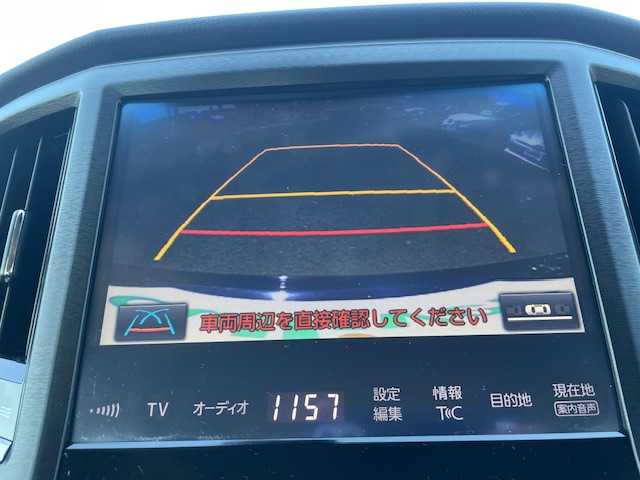 車両周辺を直接確認してください
TV オーディオ 1157 設定 情報 目的地 現在地
編集 T(C 案内音声